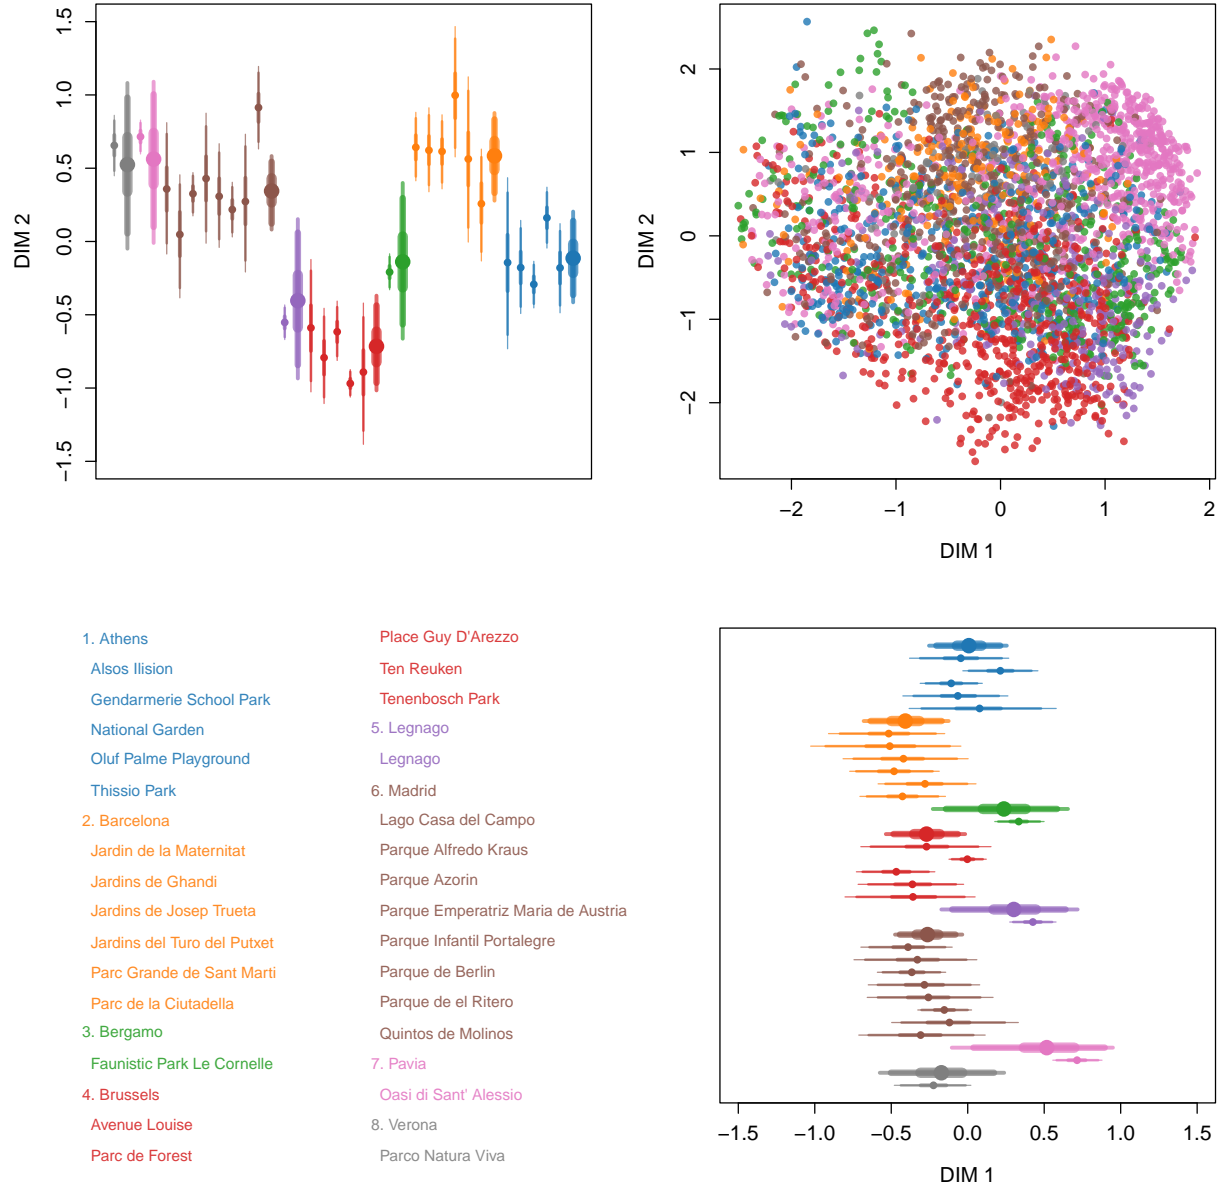 1.5
1.0
0.5
0.0
−0.5
−1.0
−1.5
DIM 2
2
1
0
−1
−2
DIM 2
−2
−1
0
1
2
DIM 1
1. Athens
Alsos Ilision
Gendarmerie School Park
National Garden
Oluf Palme Playground
Thissio Park
2. Barcelona
Jardin de la Maternitat
Jardins de Ghandi
Jardins de Josep Trueta
Jardins del Turo del Putxet
Parc Grande de Sant Marti
Parc de la Ciutadella
3. Bergamo
Faunistic Park Le Cornelle
4. Brussels
Avenue Louise
Parc de Forest
Place Guy D'Arezzo
Ten Reuken
Tenenbosch Park
5. Legnago
Legnago
6. Madrid
Lago Casa del Campo
Parque Alfredo Kraus
Parque Azorin
Parque Emperatriz Maria de Austria
Parque Infantil Portalegre
Parque de Berlin
Parque de el Ritero
Quintos de Molinos
7. Pavia
Oasi di Sant' Alessio
8. Verona
Parco Natura Viva
−1.5
−1.0
−0.5
0.0
0.5
1.0
1.5
DIM 1